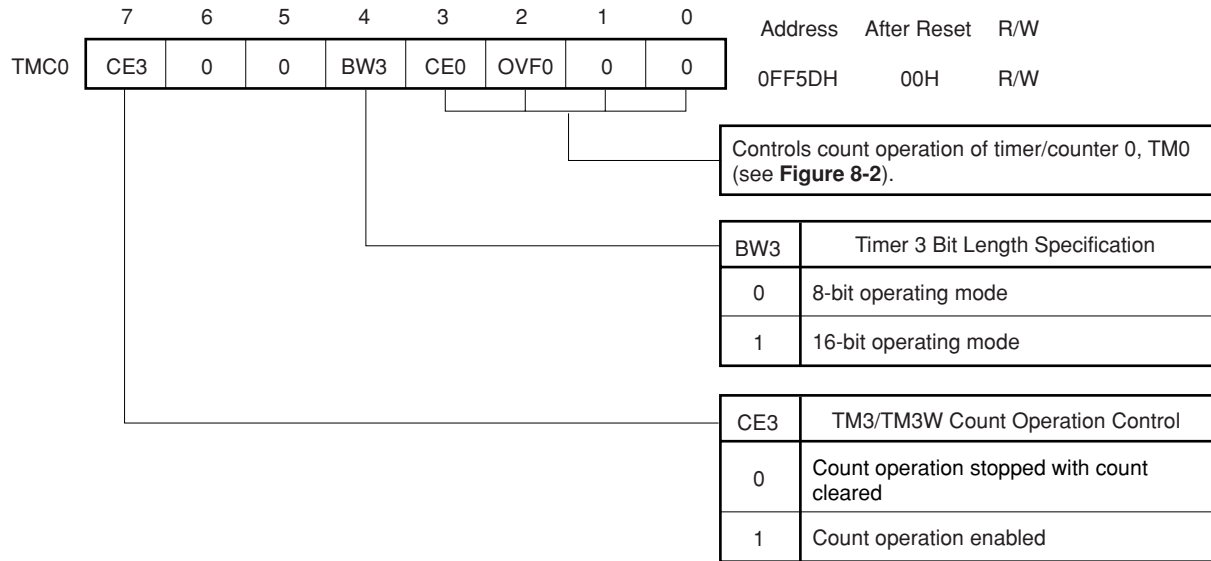 7 6 5 4 3 2 1 0
Address After Reset R/W
TMC0 CE3 0 0 BW3 CE0 OVF0 0 0 0FF5DH 00H R/W
Controls count operation of timer/counter 0, TM0
(see Figure 8-2).
BW3 Timer 3 Bit Length Specification
0 8-bit operating mode
1 16-bit operating mode
CE3 TM3/TM3W Count Operation Control
0 Count operation stopped with count
cleared
1 Count operation enabled